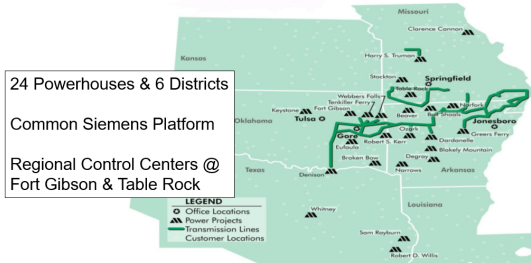 24 Powerhouses & 6 Districts
Common Siemens Platform
Regional Control Centers @
Fort Gibson & Table Rock
Missouri
Clarence Cannon
Harry S. Truman
Kansas
Stockton
Springfield
Table Rock
Webbers Falls
Tenkiller Ferry
Keystone
Fort Gibson
Beaver
Bull Shoals
Norfork
Oklahoma
Tulsa
Jonesboro
Gore
Ozark
Greers Ferry
Eufaula
Robert S. Kerr
Dardanelle
Blakely Mountain
Broken Bow
Degray
Texas
Denison
Narrows
Arkansas
LEGEND
Office Locations
Power Projects
Transmission Lines
Customer Locations
Whitney
Louisiana
Sam Rayburn
Robert D. Willis